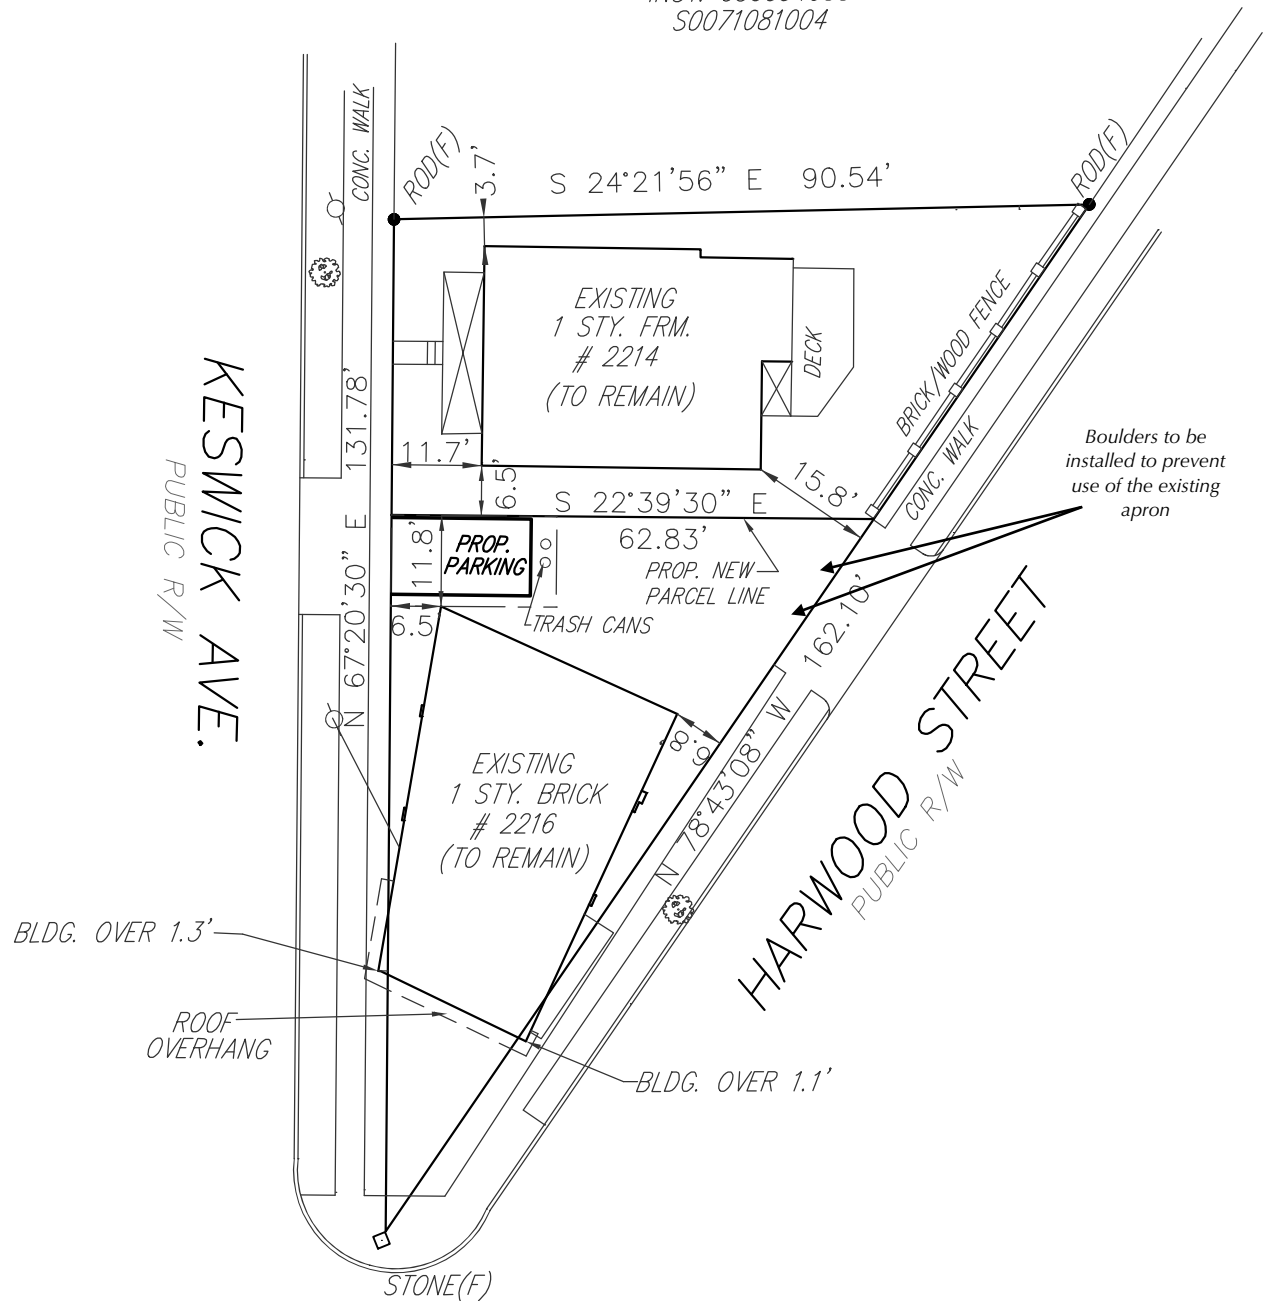 S0071081004
CONC. WALK
ROD(F)
3.7'
S 24°21'56" E 90.54'
ROD(F)
EXISTING
1 STY. FRM.
# 2214
(TO REMAIN)
DECK
BRICK/WOOD FENCE
CONC. WALK
KESWICK AVE.
PUBLIC R/W
N 67°20'30" E 131.78'
11.7'
6.5'
15.8'
Boulders to be
installed to prevent
use of the existing
apron
S 22°39'30" E
62.83'
11.8'
PROP.
PARKING
PROP. NEW
PARCEL LINE
6.5
TRASH CANS
N 78°43'08" W 162.10'
8.9
HARWOOD STREET
PUBLIC R/W
EXISTING
1 STY. BRICK
# 2216
(TO REMAIN)
BLDG. OVER 1.3'
ROOF
OVERHANG
BLDG. OVER 1.1'
STONE(F)